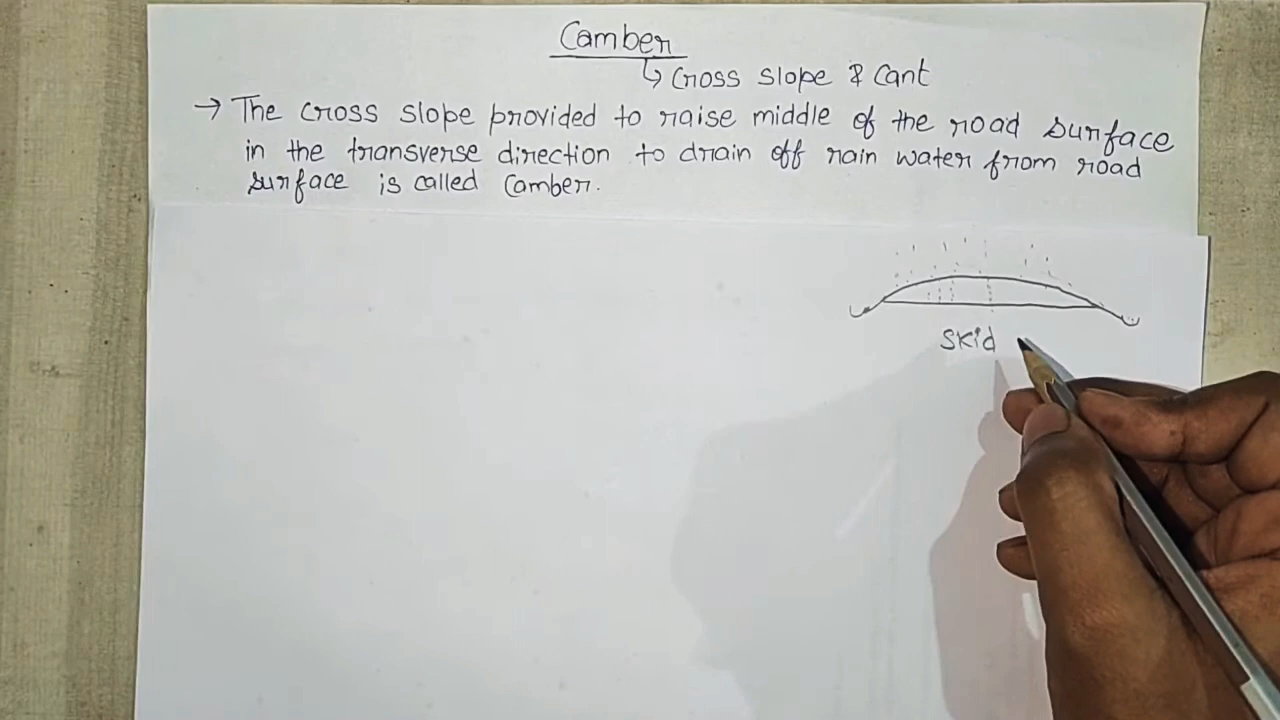 Camber
↳ Cross slope & Cant
→ The cross slope provided to raise middle of the road surface
in the transverse direction to drain off rain water from road
surface is called Camber.
Skid